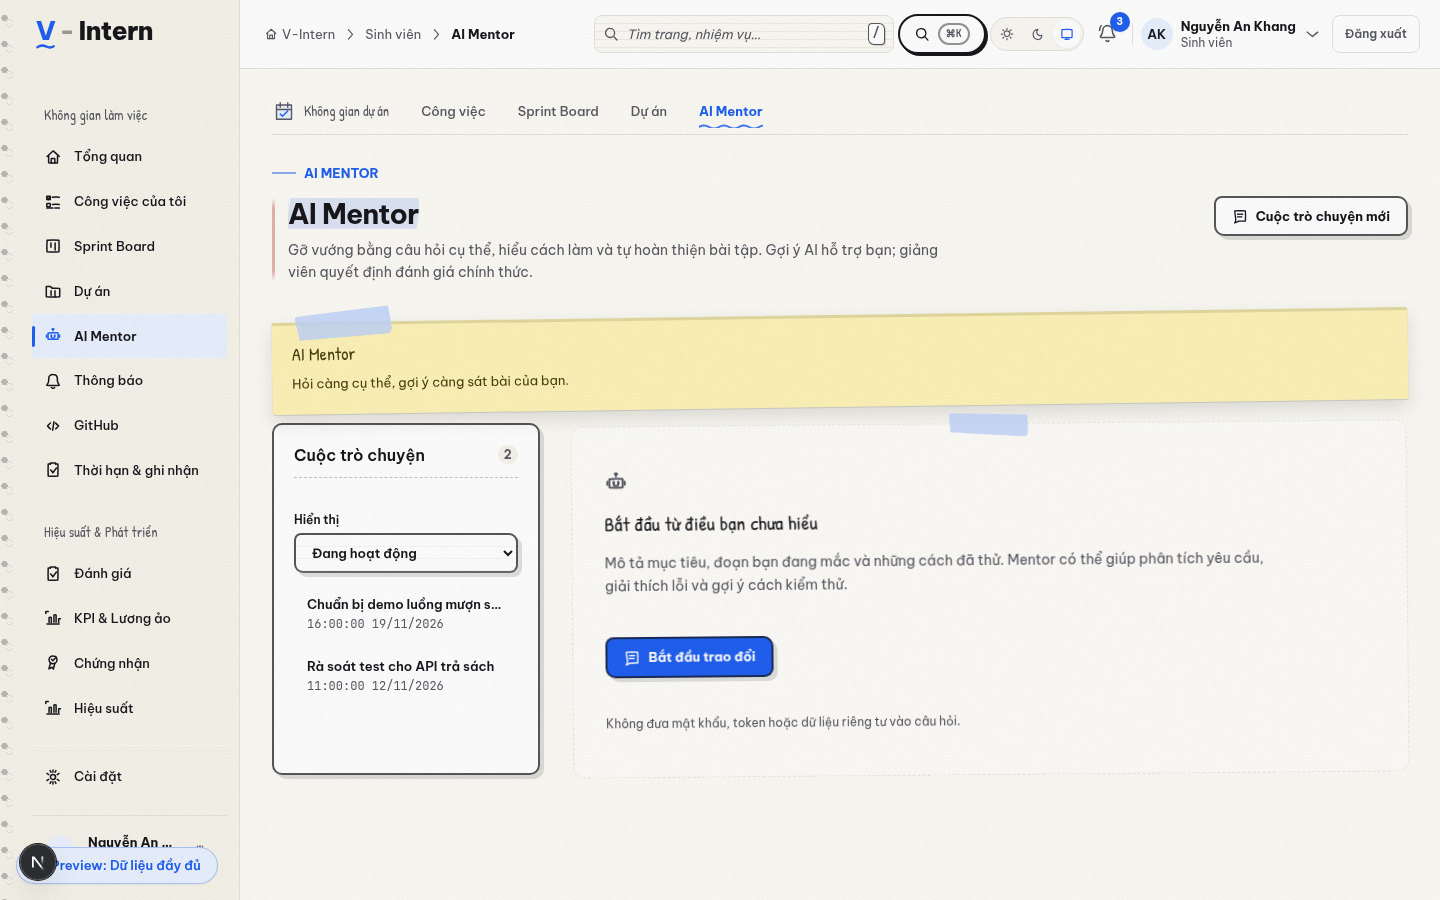 V - Intern
Không gian làm việc
Tổng quan
Công việc của tôi
Sprint Board
Dự án
AI Mentor
Thông báo
GitHub
Thời hạn & ghi nhận
Hiệu suất & Phát triển
Đánh giá
KPI & Lương ảo
Chứng nhận
Hiệu suất
Cài đặt
Nguyễn An ...
Preview: Dữ liệu đầy đủ
V-Intern > Sinh viên > AI Mentor
Tìm trang, nhiệm vụ... /
⌘K
3
AK
Nguyễn An Khang
Sinh viên
Đăng xuất
Không gian dự án Công việc Sprint Board Dự án AI Mentor
AI MENTOR
AI Mentor
Gỡ vướng bằng câu hỏi cụ thể, hiểu cách làm và tự hoàn thiện bài tập. Gợi ý AI hỗ trợ bạn; giảng
viên quyết định đánh giá chính thức.
Cuộc trò chuyện mới
AI Mentor
Hỏi càng cụ thể, gợi ý càng sát bài của bạn.
Cuộc trò chuyện 2
Hiển thị
Đang hoạt động
Chuẩn bị demo luồng mượn s...
16:00:00 19/11/2026
Rà soát test cho API trả sách
11:00:00 12/11/2026
Bắt đầu từ điều bạn chưa hiểu
Mô tả mục tiêu, đoạn bạn đang mắc và những cách đã thử. Mentor có thể giúp phân tích yêu cầu,
giải thích lỗi và gợi ý cách kiểm thử.
Bắt đầu trao đổi
Không đưa mật khẩu, token hoặc dữ liệu riêng tư vào câu hỏi.